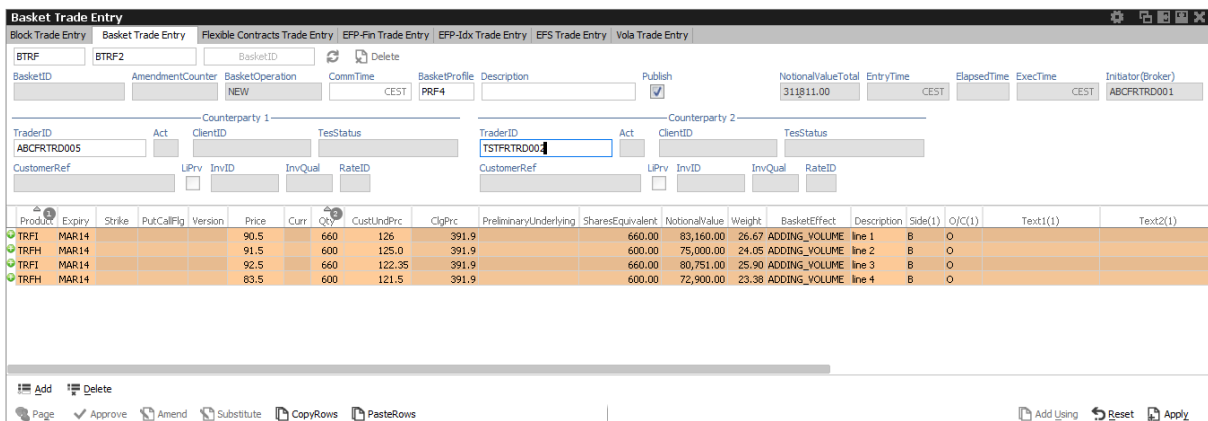 Basket Trade Entry
Block Trade Entry Basket Trade Entry Flexible Contracts Trade Entry EFP-Fin Trade Entry EFP-Idx Trade Entry EFS Trade Entry Vola Trade Entry
BTRF BTRF2 BasketID Delete
BasketID AmendmentCounter BasketOperation CommTime BasketProfile Description Publish NotionalValueTotal EntryTime ElapsedTime ExecTime Initiator(Broker)
NEW CEST PRF4 311811.00 CEST CEST ABCFRTRD001
Counterparty 1 Counterparty 2
TraderID Act ClientID TesStatus TraderID Act ClientID TesStatus
ABCFRTRD005 TSTFRTRD002
CustomerRef LiPrv InvID InvQual RateID CustomerRef LiPrv InvID InvQual RateID
Product 1 Expiry Strike PutCallFlg Version Price Curr Qty 2 CustUndPrc ClgPrc PreliminaryUnderlying SharesEquivalent NotionalValue Weight BasketEffect Description Side(1) O/C(1) Text1(1) Text2(1)
TRFI MAR14 90.5 660 126 391.9 660.00 83,160.00 26.67 ADDING_VOLUME line 1 B O
TRFH MAR14 91.5 600 125.0 391.9 600.00 75,000.00 24.05 ADDING_VOLUME line 2 B O
TRFI MAR14 92.5 660 122.35 391.9 660.00 80,751.00 25.90 ADDING_VOLUME line 3 B O
TRFH MAR14 83.5 600 121.5 391.9 600.00 72,900.00 23.38 ADDING_VOLUME line 4 B O
Add Delete
Page Approve Amend Substitute CopyRows PasteRows Add Using Reset Apply